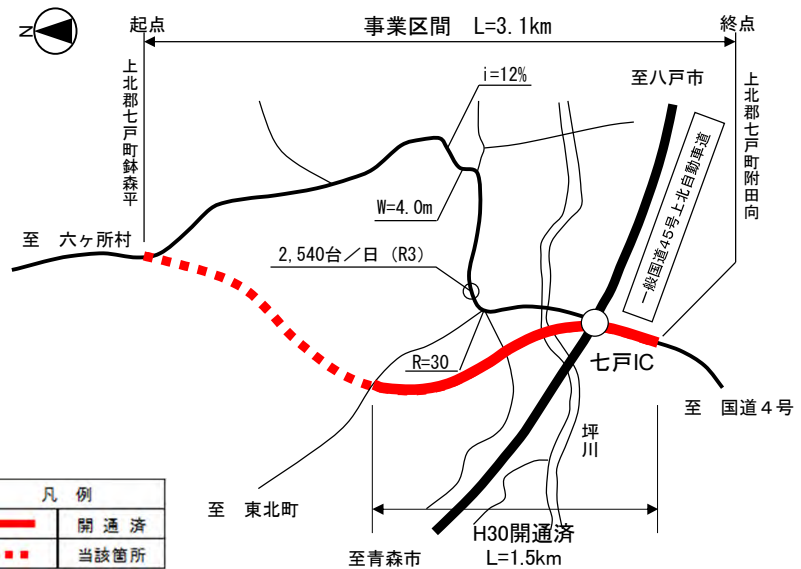 N
起点
事業区間 L=3.1km
終点
上北郡七戸町鉢森平
i=12%
至八戸市
上北郡七戸町附田向
一般国道45号上北自動車道
W=4.0m
至 六ヶ所村
2,540台/日 (R3)
R=30
七戸IC
至 国道4号
坪川
至 東北町
H30開通済
L=1.5km
至青森市
凡 例
開 通 済
当該箇所